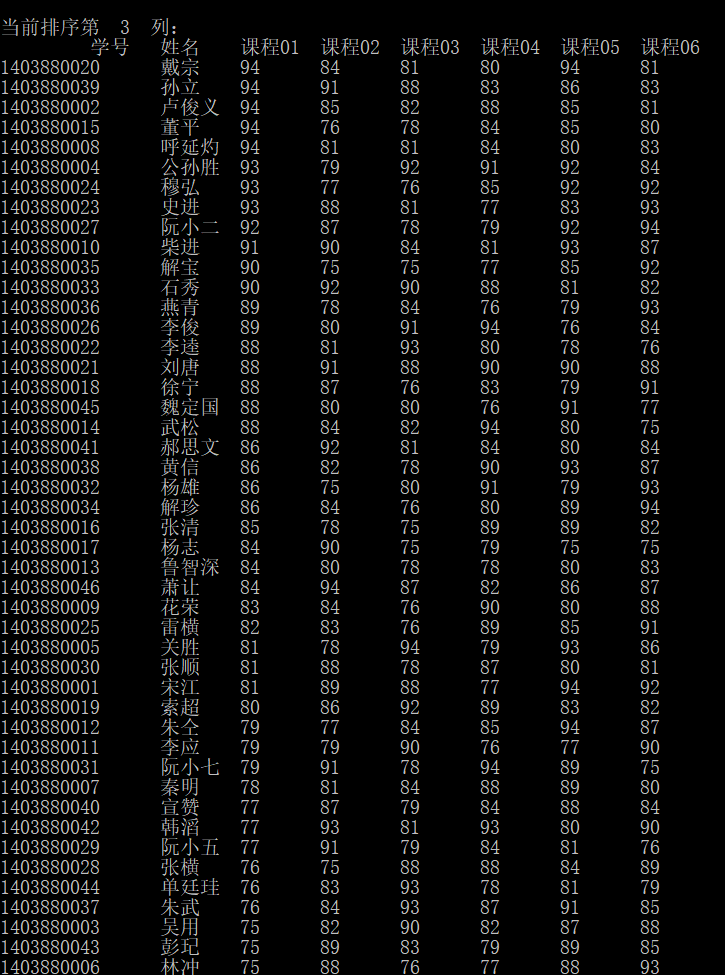 当前排序第 3 列:
学号 姓名 课程01 课程02 课程03 课程04 课程05 课程06
1403880020 戴宗 94 84 81 80 94 81
1403880039 孙立 94 91 88 83 86 83
1403880002 卢俊义 94 85 82 88 85 81
1403880015 董平 94 76 78 84 85 80
1403880008 呼延灼 94 81 81 84 80 83
1403880004 公孙胜 93 79 92 91 92 84
1403880024 穆弘 93 77 76 85 92 92
1403880023 史进 93 88 81 77 83 93
1403880027 阮小二 92 87 78 79 92 94
1403880010 柴进 91 90 84 81 93 87
1403880035 解宝 90 75 75 77 85 92
1403880033 石秀 90 92 90 88 81 82
1403880036 燕青 89 78 84 76 79 93
1403880026 李俊 89 80 91 94 76 84
1403880022 李逵 88 81 93 80 78 76
1403880021 刘唐 88 91 88 90 90 88
1403880018 徐宁 88 87 76 83 79 91
1403880045 魏定国 88 80 80 76 91 77
1403880014 武松 88 84 82 94 80 75
1403880041 郝思文 86 92 81 84 80 84
1403880038 黄信 86 82 78 90 93 87
1403880032 杨雄 86 75 80 91 79 93
1403880034 解珍 86 84 76 80 89 94
1403880016 张清 85 78 75 89 89 82
1403880017 杨志 84 90 75 79 75 75
1403880013 鲁智深 84 80 78 78 80 83
1403880046 萧让 84 94 87 82 86 87
1403880009 花荣 83 84 76 90 80 88
1403880025 雷横 82 83 76 89 85 91
1403880005 关胜 81 78 94 79 93 86
1403880030 张顺 81 88 78 87 80 81
1403880001 宋江 81 89 88 77 94 92
1403880019 索超 80 86 92 89 83 82
1403880012 朱仝 79 77 84 85 94 87
1403880011 李应 79 79 90 76 77 90
1403880031 阮小七 79 91 78 94 89 75
1403880007 秦明 78 81 84 88 89 80
1403880040 宣赞 77 87 79 84 88 84
1403880042 韩滔 77 93 81 93 80 90
1403880029 阮小五 77 91 79 84 81 76
1403880028 张横 76 75 88 88 84 89
1403880044 单廷珪 76 83 93 78 81 79
1403880037 朱武 76 84 93 87 91 85
1403880003 吴用 75 82 90 82 87 88
1403880043 彭玘 75 89 83 79 89 85
1403880006 林冲 75 88 76 77 88 93